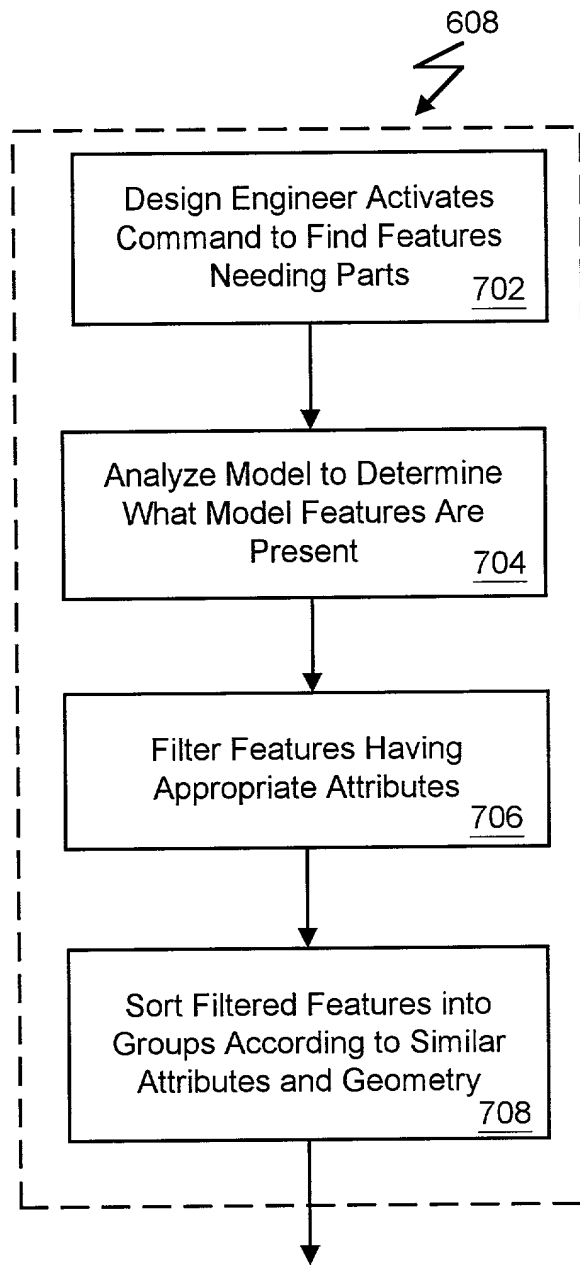 608
Design Engineer Activates
Command to Find Features
Needing Parts
702
Analyze Model to Determine
What Model Features Are
Present
704
Filter Features Having
Appropriate Attributes
706
Sort Filtered Features into
Groups According to Similar
Attributes and Geometry
708